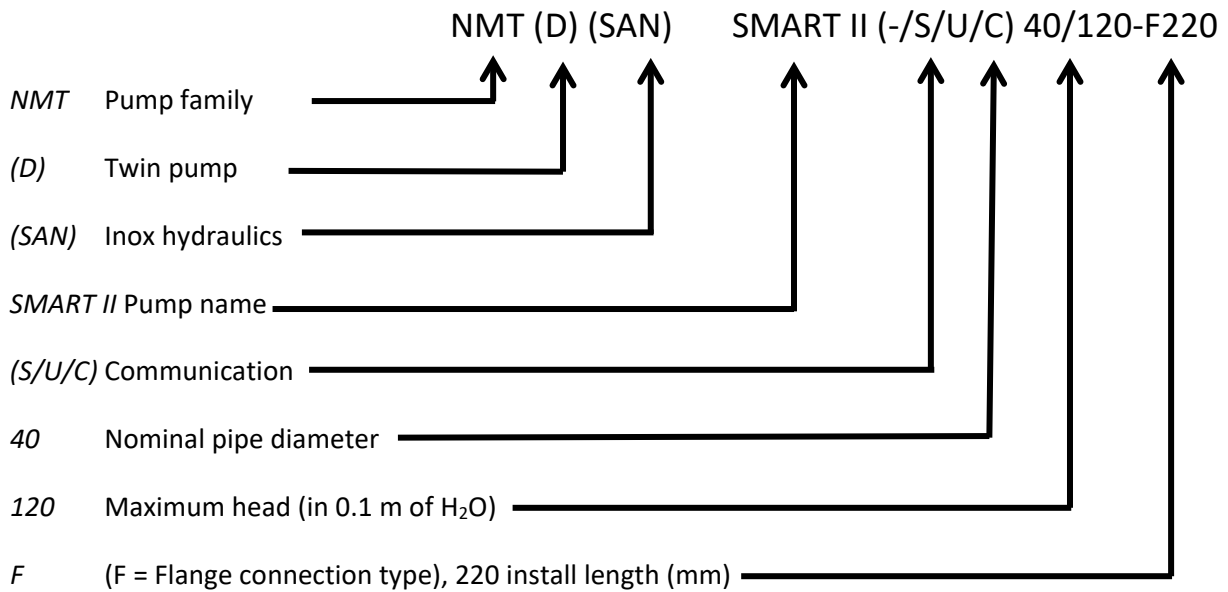 NMT (D) (SAN) SMART II (-/S/U/C) 40/120-F220
NMT Pump family
(D) Twin pump
(SAN) Inox hydraulics
SMART II Pump name
(S/U/C) Communication
40 Nominal pipe diameter
120 Maximum head (in 0.1 m of H₂O)
F (F = Flange connection type), 220 install length (mm)